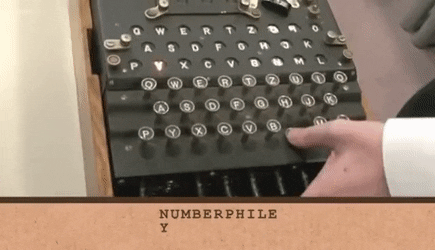 Q W E R T Z U I O
A S D F G H J K
P Y X C V B N M L
Q W E R T Z U I O
A S D F G H J K
P Y X C V B
NUMBERPHILE
Y